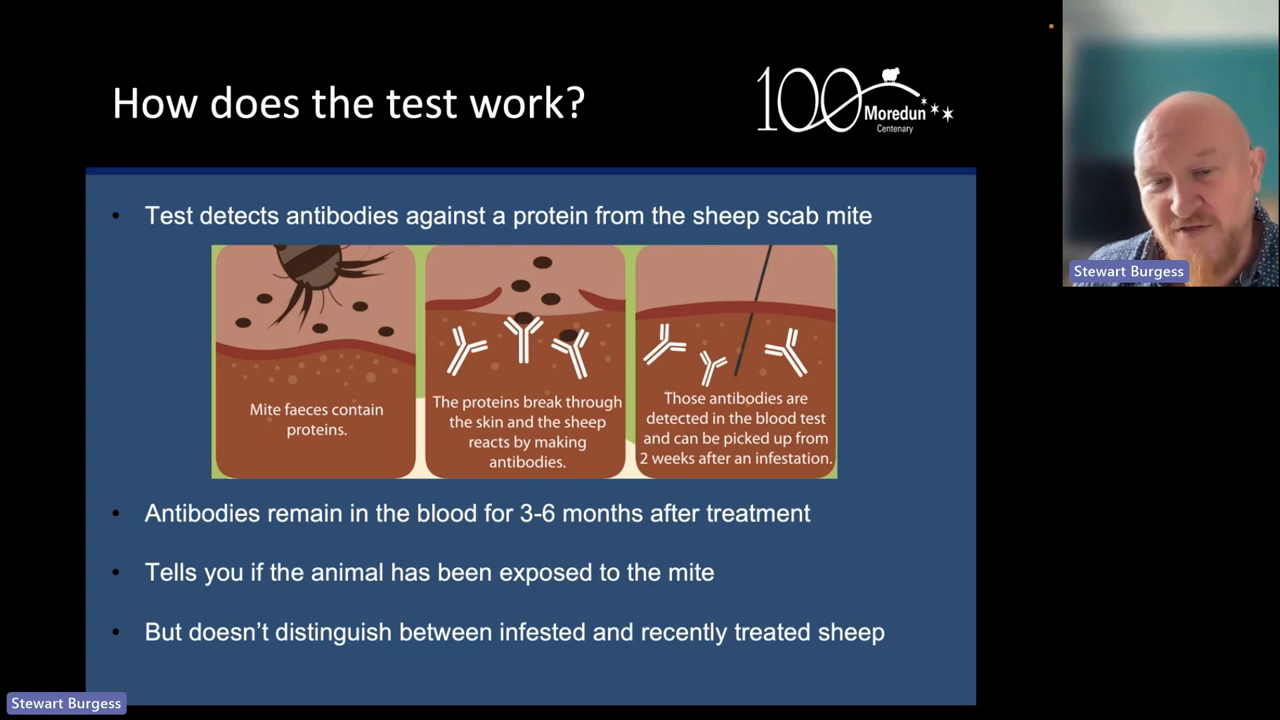 How does the test work?
100
Moredun
Centenary
• Test detects antibodies against a protein from the sheep scab mite
Mite faeces contain
proteins.
The proteins break through
the skin and the sheep
reacts by making
antibodies.
Those antibodies are
detected in the blood test
and can be picked up from
2 weeks after an infestation.
• Antibodies remain in the blood for 3-6 months after treatment
• Tells you if the animal has been exposed to the mite
• But doesn’t distinguish between infested and recently treated sheep
Stewart Burgess
Stewart Burgess